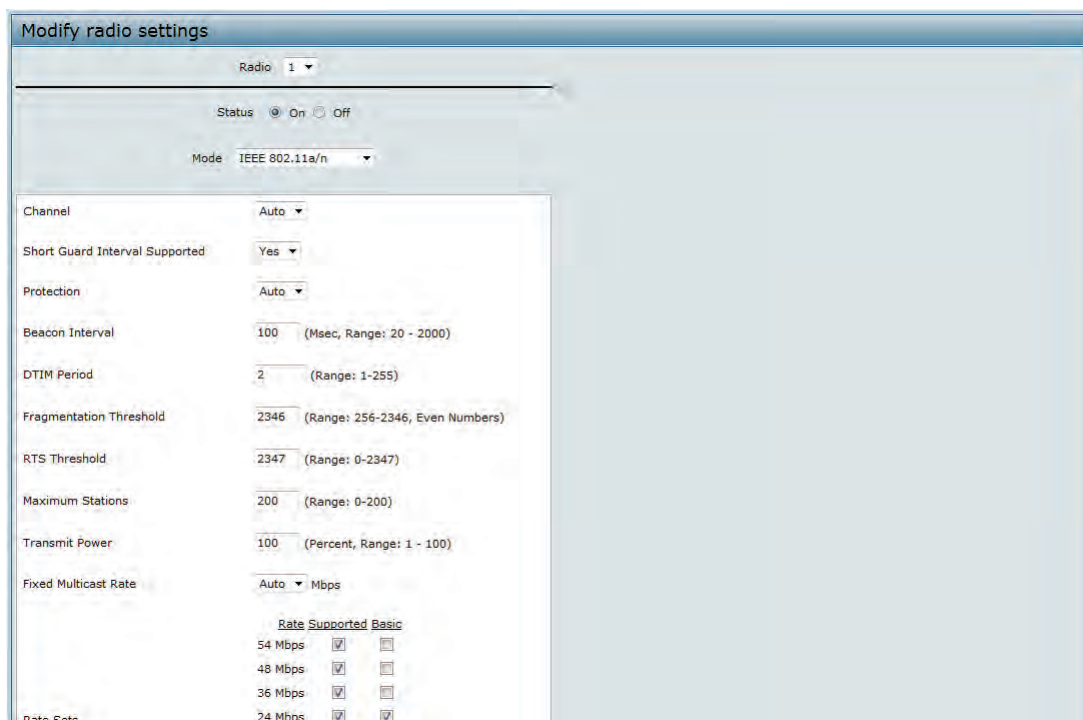 Modify radio settings
Radio 1
Status On Off
Mode IEEE 802.11a/n
Channel Auto
Short Guard Interval Supported Yes
Protection Auto
Beacon Interval 100 (Msec, Range: 20 - 2000)
DTIM Period 2 (Range: 1-255)
Fragmentation Threshold 2346 (Range: 256-2346, Even Numbers)
RTS Threshold 2347 (Range: 0-2347)
Maximum Stations 200 (Range: 0-200)
Transmit Power 100 (Percent, Range: 1 - 100)
Fixed Multicast Rate Auto Mbps
Rate Supported Basic
54 Mbps
48 Mbps
36 Mbps
Rate Sets 24 Mbps